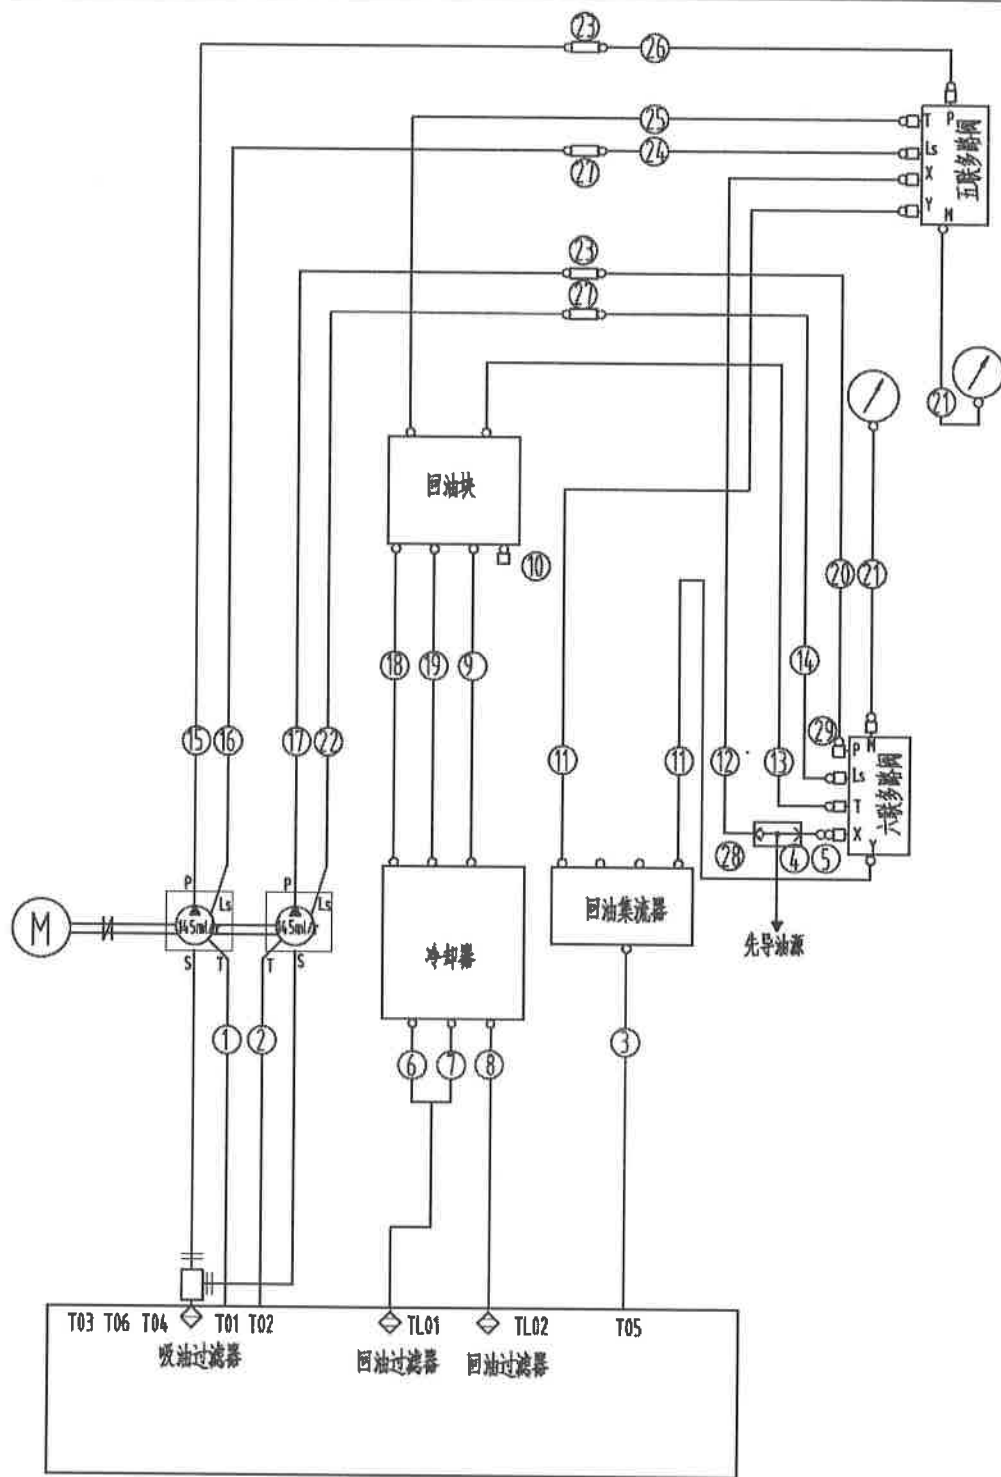 23
26
25
T
P
27
24
Ls
X
Y
M
五联多路阀
23
27
21
回油块
10
20
21
18
19
9
14
15
16
17
22
11
11
12
13
29
P
M
Ls
T
X
Y
六联多路阀
28
4
5
P
Ls
Ls
M
145ml/r
145ml/r
S
T
T
S
冷却器
回油集流器
先导油源
1
2
6
7
8
3
T03 T06 T04
T01 T02
TL01
TL02
T05
吸油过滤器
回油过滤器
回油过滤器